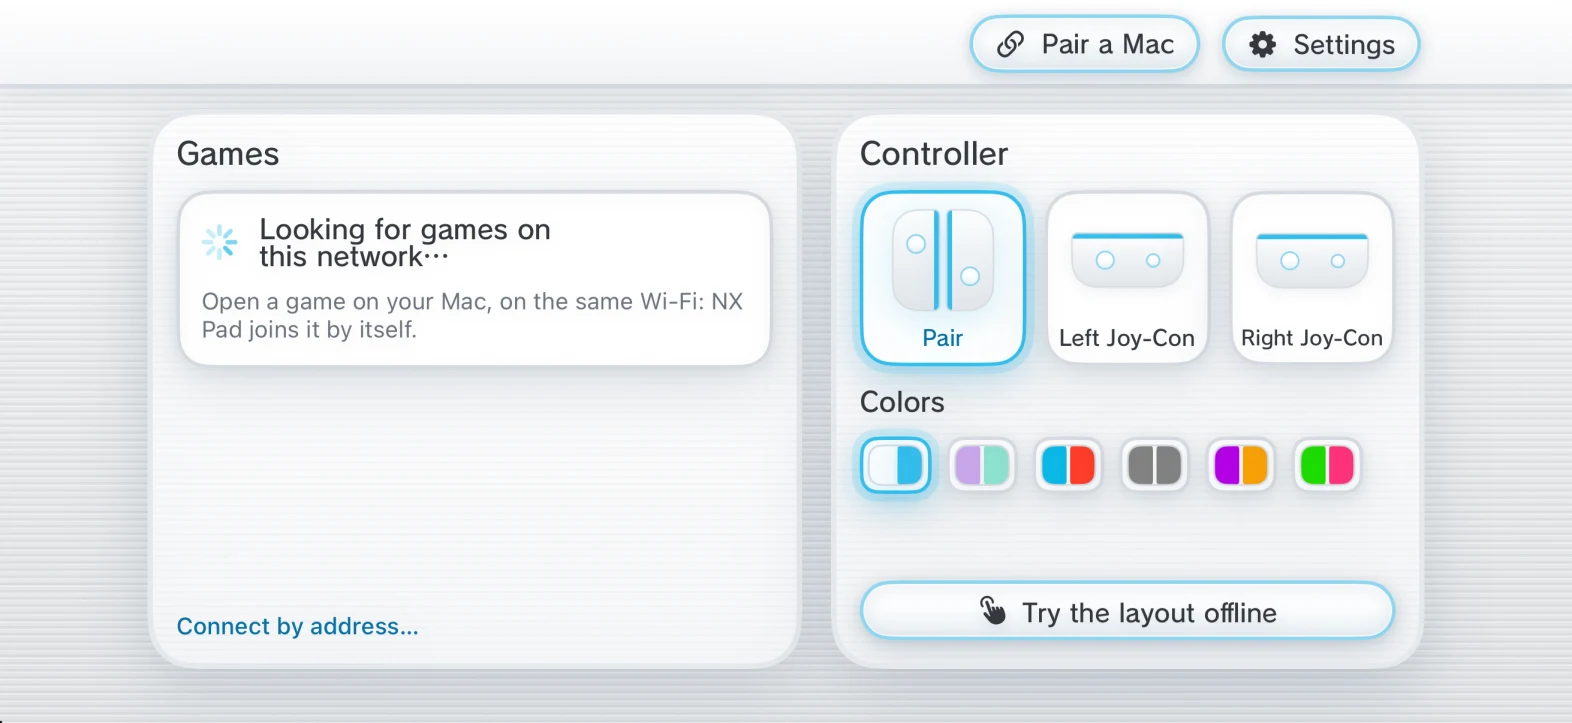 Pair a Mac
Settings
Games
Looking for games on
this network…
Open a game on your Mac, on the same Wi-Fi: NX
Pad joins it by itself.
Connect by address...
Controller
Pair
Left Joy-Con
Right Joy-Con
Colors
Try the layout offline